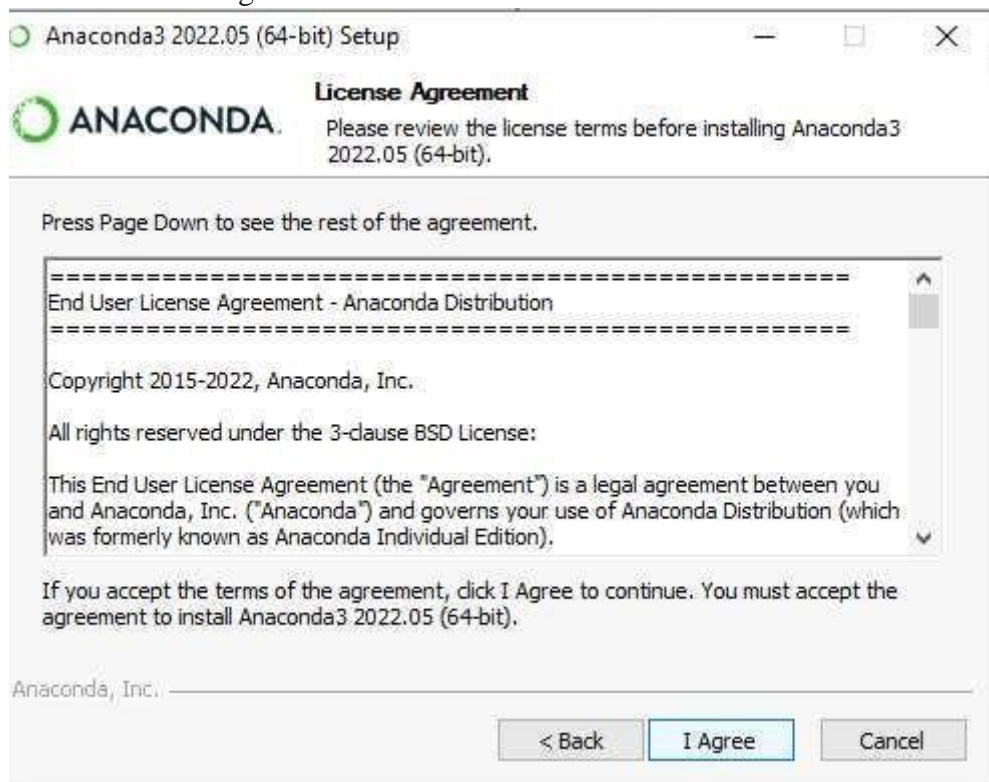 Anaconda3 2022.05 (64-bit) Setup
ANACONDA.
License Agreement
Please review the license terms before installing Anaconda3
2022.05 (64-bit).
Press Page Down to see the rest of the agreement.
==================================================
End User License Agreement - Anaconda Distribution
==================================================
Copyright 2015-2022, Anaconda, Inc.
All rights reserved under the 3-clause BSD License:
This End User License Agreement (the "Agreement") is a legal agreement between you
and Anaconda, Inc. ("Anaconda") and governs your use of Anaconda Distribution (which
was formerly known as Anaconda Individual Edition).
If you accept the terms of the agreement, click I Agree to continue. You must accept the
agreement to install Anaconda3 2022.05 (64-bit).
Anaconda, Inc.
< Back I Agree Cancel